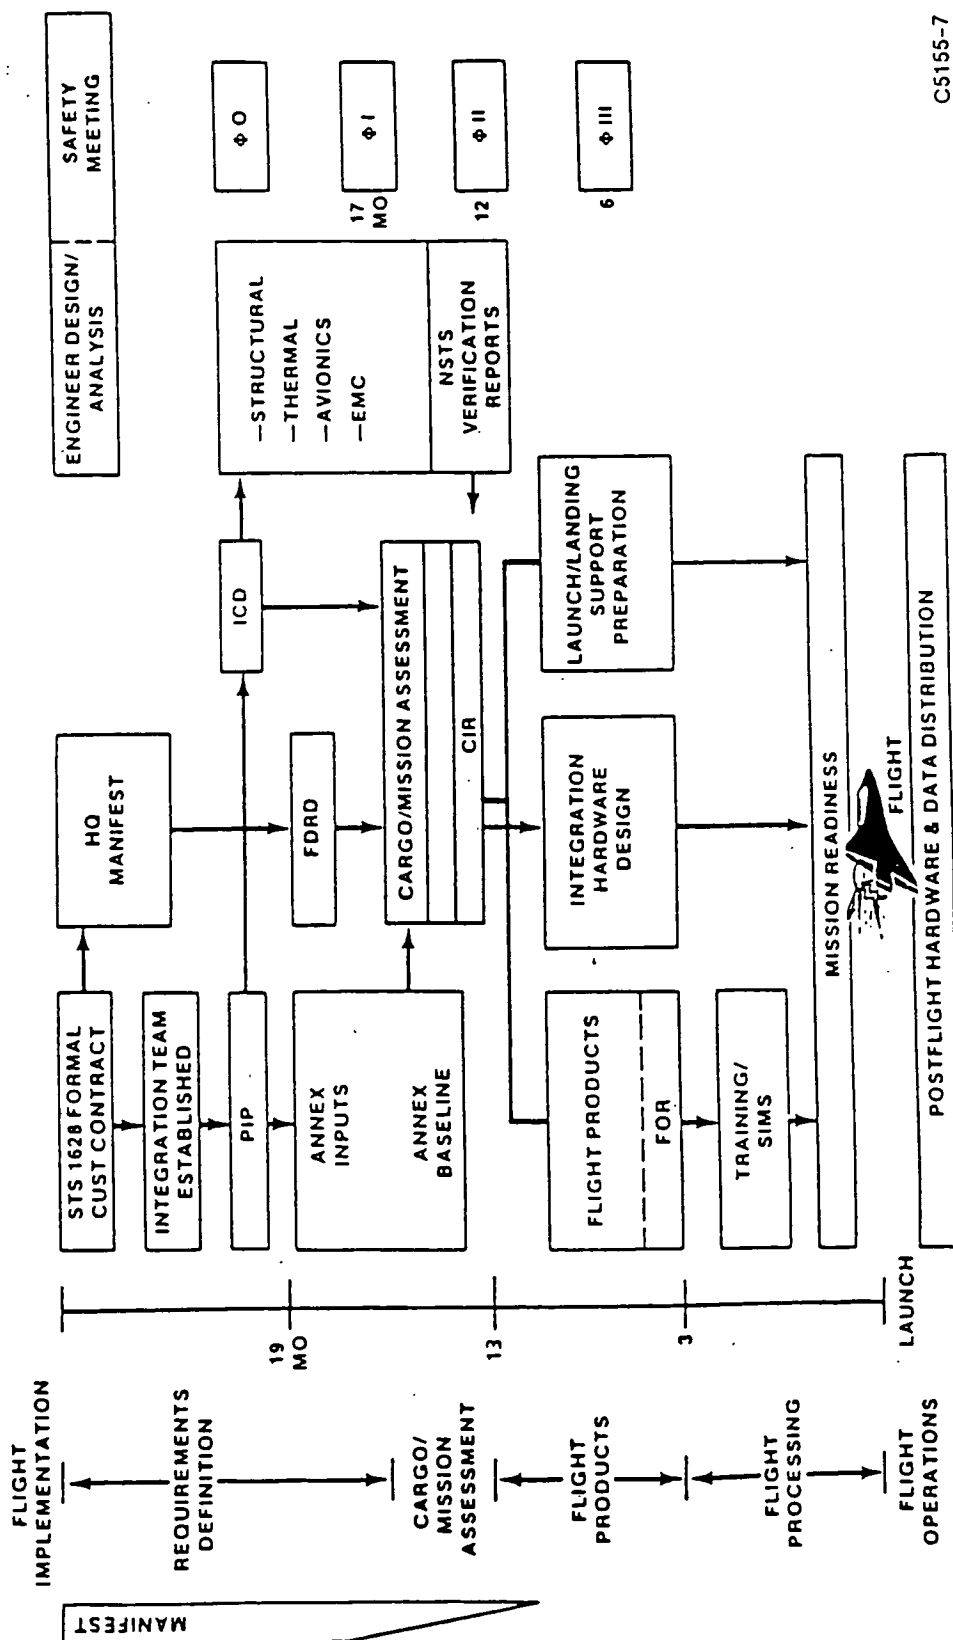 FLIGHT
IMPLEMENTATION
REQUIREMENTS
DEFINITION
CARGO/
MISSION
ASSESSMENT
FLIGHT
PRODUCTS
FLIGHT
PROCESSING
FLIGHT
OPERATIONS
MANIFEST
19
MO
13
3
LAUNCH
STS 1628 FORMAL
CUST CONTRACT
INTEGRATION TEAM
ESTABLISHED
PIP
ANNEX
INPUTS
ANNEX
BASELINE
HQ
MANIFEST
FDRD
ICD
CARGO/MISSION ASSESSMENT
CIR
ENGINEER DESIGN/
ANALYSIS
SAFETY
MEETING
—STRUCTURAL
—THERMAL
—AVIONICS
—EMC
NSTS
VERIFICATION
REPORTS
Φ O
17
MO
Φ I
12
Φ II
6
Φ III
FLIGHT PRODUCTS
FOR
TRAINING/
SIMS
INTEGRATION
HARDWARE
DESIGN
LAUNCH/LANDING
SUPPORT
PREPARATION
MISSION READINESS
FLIGHT
POSTFLIGHT HARDWARE & DATA DISTRIBUTION
C5155-7